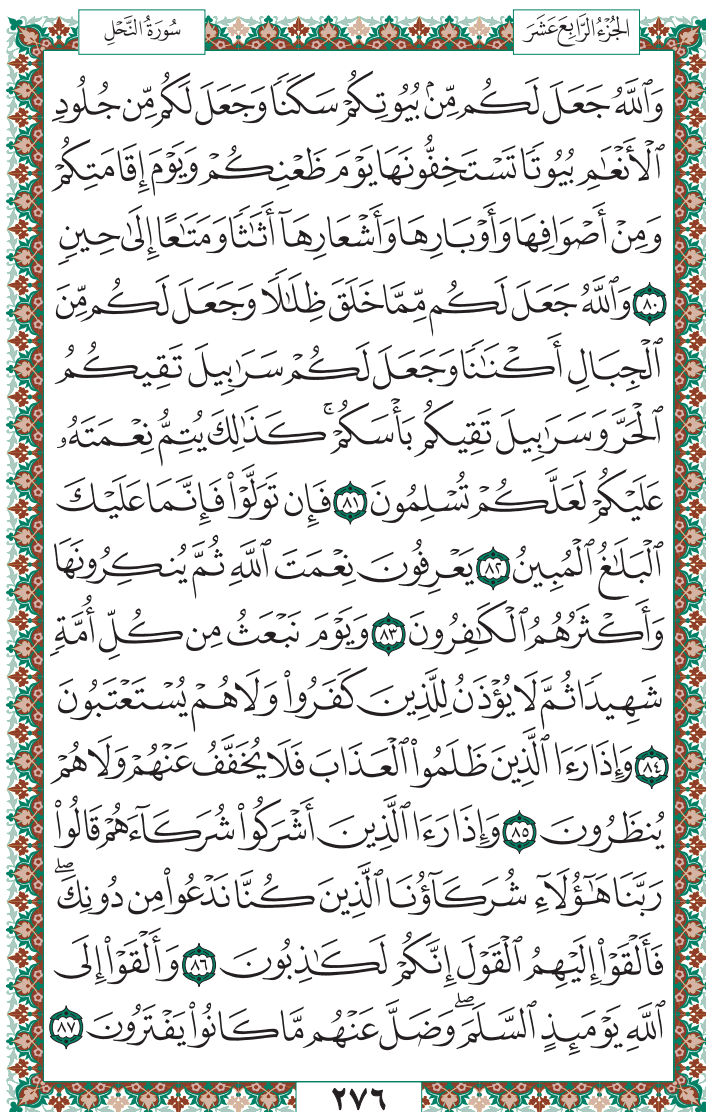 الجُزْءُ الرَّابِعَ عَشَرَ
سُورَةُ النَّحْلِ
وَٱللَّهُ جَعَلَ لَكُم مِّنۢ بُيُوتِكُمْ سَكَنًا وَجَعَلَ لَكُم مِّن جُلُودِ
ٱلْأَنْعَٰمِ بُيُوتًا تَسْتَخِفُّونَهَا يَوْمَ ظَعْنِكُمْ وَيَوْمَ إِقَامَتِكُمْ
وَمِنْ أَصْوَافِهَا وَأَوْبَارِهَا وَأَشْعَارِهَآ أَثَٰثًا وَمَتَٰعًا إِلَىٰ حِينٍ
٨٠ وَٱللَّهُ جَعَلَ لَكُم مِّمَّا خَلَقَ ظِلَٰلًا وَجَعَلَ لَكُم مِّنَ
ٱلْجِبَالِ أَكْنَٰنًا وَجَعَلَ لَكُمْ سَرَٰبِيلَ تَقِيكُمُ
ٱلْحَرَّ وَسَرَٰبِيلَ تَقِيكُم بَأْسَكُمْ ۚ كَذَٰلِكَ يُتِمُّ نِعْمَتَهُۥ
عَلَيْكُمْ لَعَلَّكُمْ تُسْلِمُونَ ٨١ فَإِن تَوَلَّوْا۟ فَإِنَّمَا عَلَيْكَ
ٱلْبَلَٰغُ ٱلْمُبِينُ ٨٢ يَعْرِفُونَ نِعْمَتَ ٱللَّهِ ثُمَّ يُنكِرُونَهَا
وَأَكْثَرُهُمُ ٱلْكَٰفِرُونَ ٨٣ وَيَوْمَ نَبْعَثُ مِن كُلِّ أُمَّةٍ
شَهِيدًا ثُمَّ لَا يُؤْذَنُ لِلَّذِينَ كَفَرُوا۟ وَلَا هُمْ يُسْتَعْتَبُونَ
٨٤ وَإِذَا رَءَا ٱلَّذِينَ ظَلَمُوا۟ ٱلْعَذَابَ فَلَا يُخَفَّفُ عَنْهُمْ وَلَا هُمْ
يُنظَرُونَ ٨٥ وَإِذَا رَءَا ٱلَّذِينَ أَشْرَكُوا۟ شُرَكَآءَهُمْ قَالُوا۟
رَبَّنَا هَٰٓؤُلَآءِ شُرَكَآؤُنَا ٱلَّذِينَ كُنَّا نَدْعُوا۟ مِن دُونِكَ ۖ
فَأَلْقَوْا۟ إِلَيْهِمُ ٱلْقَوْلَ إِنَّكُمْ لَكَٰذِبُونَ ٨٦ وَأَلْقَوْا۟ إِلَى
ٱللَّهِ يَوْمَئِذٍ ٱلسَّلَمَ ۖ وَضَلَّ عَنْهُم مَّا كَانُوا۟ يَفْتَرُونَ ٨٧
٢٧٦